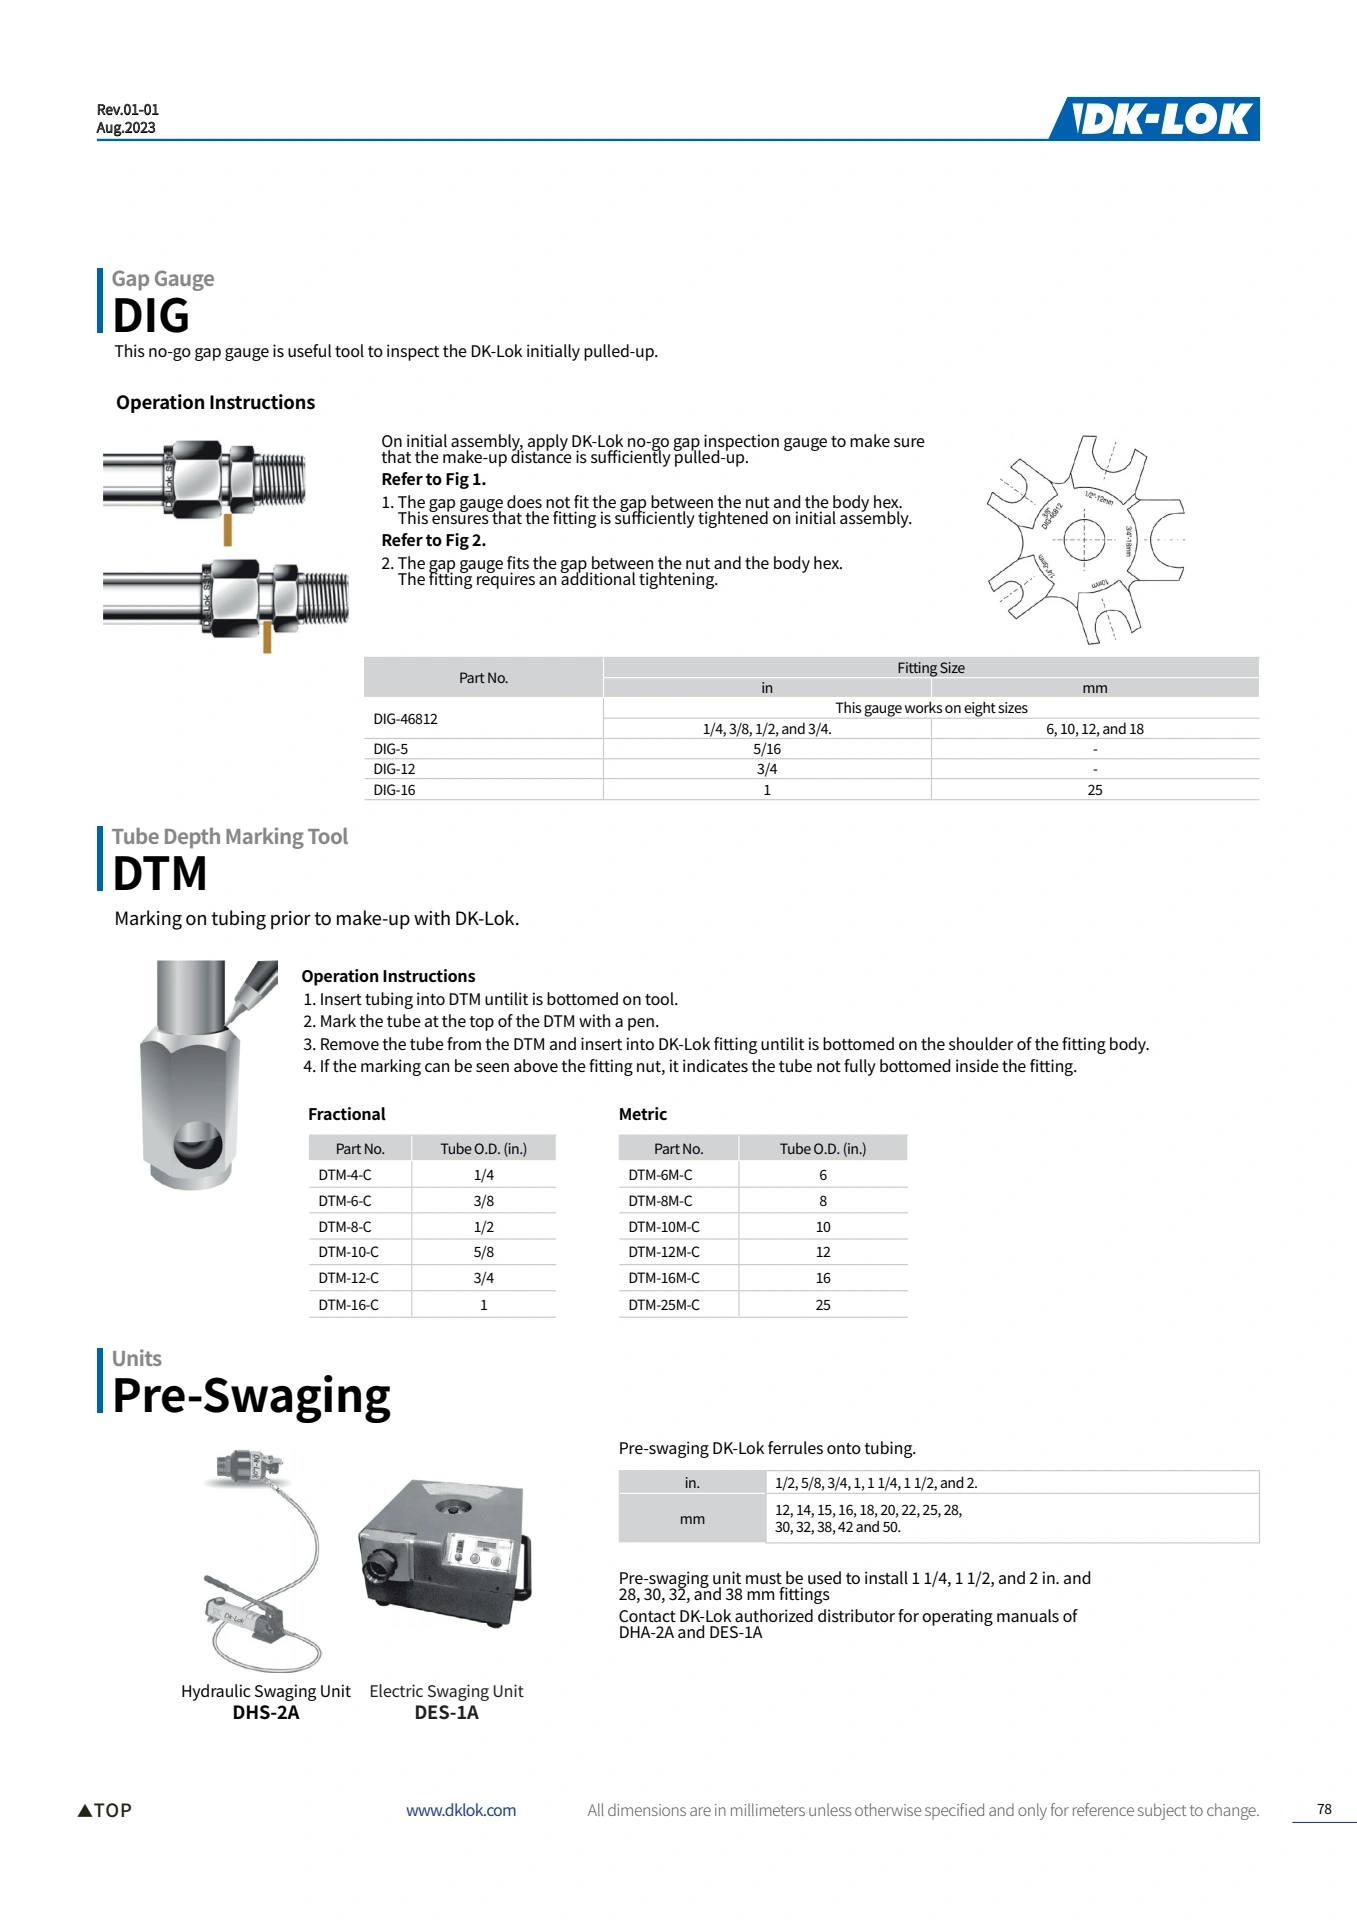 Rev.01-01
Aug.2023
DK-LOK
Gap Gauge
DIG
This no-go gap gauge is useful tool to inspect the DK-Lok initially pulled-up.
Operation Instructions
On initial assembly, apply DK-Lok no-go gap inspection gauge to make sure
that the make-up distance is sufficiently pulled-up.
Refer to Fig 1.
1. The gap gauge does not fit the gap between the nut and the body hex.
This ensures that the fitting is sufficiently tightened on initial assembly.
Refer to Fig 2.
2. The gap gauge fits the gap between the nut and the body hex.
The fitting requires an additional tightening.
1/2"-12mm
3/8"
DIG-46812
3/4"-18mm
10mm
Part No.
Fitting Size
in
mm
DIG-46812
This gauge works on eight sizes
1/4, 3/8, 1/2, and 3/4.
6, 10, 12, and 18
DIG-5
5/16
-
DIG-12
3/4
-
DIG-16
1
25
Tube Depth Marking Tool
DTM
Marking on tubing prior to make-up with DK-Lok.
Operation Instructions
1. Insert tubing into DTM untilit is bottomed on tool.
2. Mark the tube at the top of the DTM with a pen.
3. Remove the tube from the DTM and insert into DK-Lok fitting untilit is bottomed on the shoulder of the fitting body.
4. If the marking can be seen above the fitting nut, it indicates the tube not fully bottomed inside the fitting.
Fractional
Part No. Tube O.D. (in.)
DTM-4-C 1/4
DTM-6-C 3/8
DTM-8-C 1/2
DTM-10-C 5/8
DTM-12-C 3/4
DTM-16-C 1
Metric
Part No. Tube O.D. (in.)
DTM-6M-C 6
DTM-8M-C 8
DTM-10M-C 10
DTM-12M-C 12
DTM-16M-C 16
DTM-25M-C 25
Units
Pre-Swaging
Pre-swaging DK-Lok ferrules onto tubing.
in.
1/2, 5/8, 3/4, 1, 1 1/4, 1 1/2, and 2.
mm
12, 14, 15, 16, 18, 20, 22, 25, 28,
30, 32, 38, 42 and 50.
Pre-swaging unit must be used to install 1 1/4, 1 1/2, and 2 in. and
28, 30, 32, and 38 mm fittings
Contact DK-Lok authorized distributor for operating manuals of
DHA-2A and DES-1A
DK-Lok
Dk-Lok
Hydraulic Swaging Unit
DHS-2A
Electric Swaging Unit
DES-1A
▲TOP
www.dklok.com
All dimensions are in millimeters unless otherwise specified and only for reference subject to change.
78